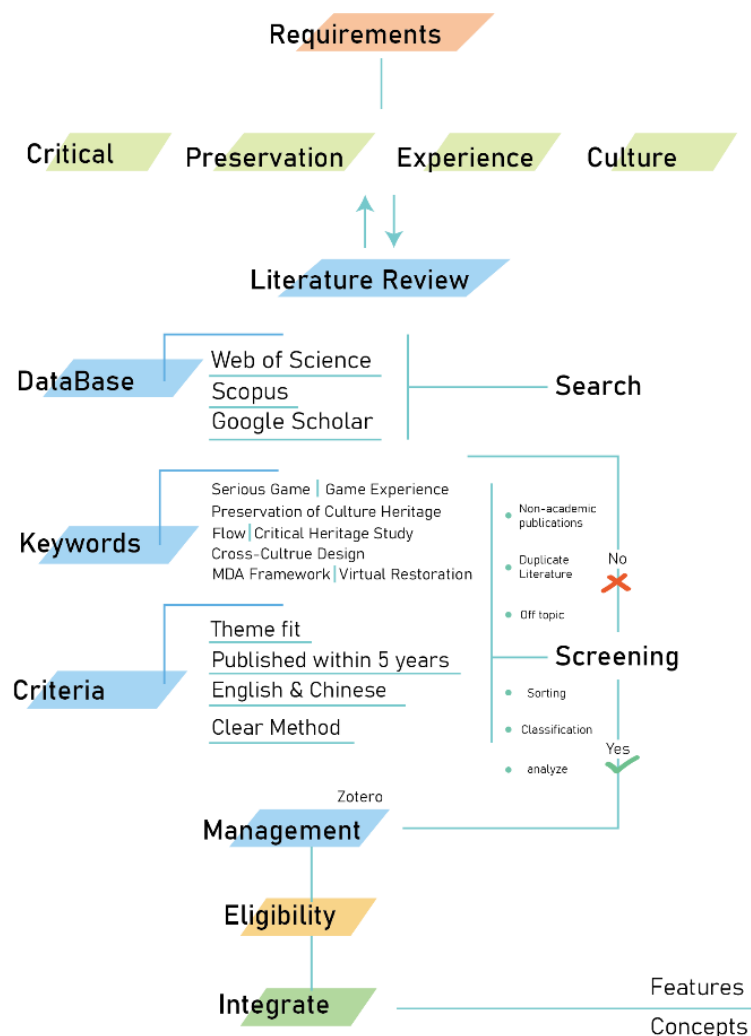 Requirements
Critical
Preservation
Experience
Culture
Literature Review
DataBase
Web of Science
Scopus
Google Scholar
Search
Keywords
Serious Game | Game Experience
Preservation of Culture Heritage
Flow | Critical Heritage Study
Cross-Cultrue Design
MDA Framework | Virtual Restoration
Non-academic
publications
Duplicate
Literature
Off topic
No
Criteria
Theme fit
Published within 5 years
English & Chinese
Clear Method
Screening
Sorting
Classification
analyze
Yes
Zotero
Management
Eligibility
Integrate
Features
Concepts